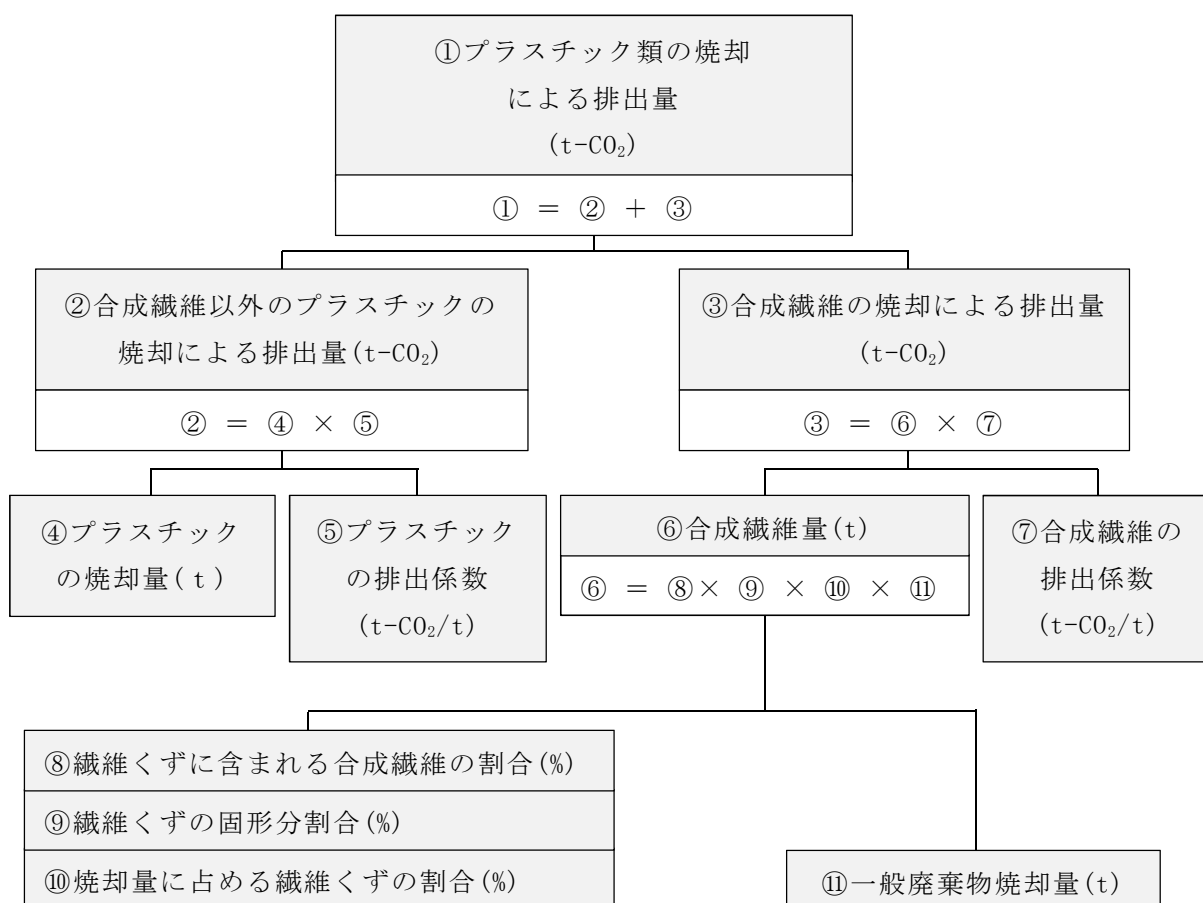 ①プラスチック類の焼却
による排出量
(t-CO₂)
① = ② + ③
②合成繊維以外のプラスチックの
焼却による排出量(t-CO₂)
② = ④ × ⑤
③合成繊維の焼却による排出量
(t-CO₂)
③ = ⑥ × ⑦
④プラスチック
の焼却量(t)
⑤プラスチック
の排出係数
(t-CO₂/t)
⑥合成繊維量(t)
⑥ = ⑧× ⑨ × ⑩ × ⑪
⑦合成繊維の
排出係数
(t-CO₂/t)
⑧繊維くずに含まれる合成繊維の割合(%)
⑨繊維くずの固形分割合(%)
⑩焼却量に占める繊維くずの割合(%)
⑪一般廃棄物焼却量(t)